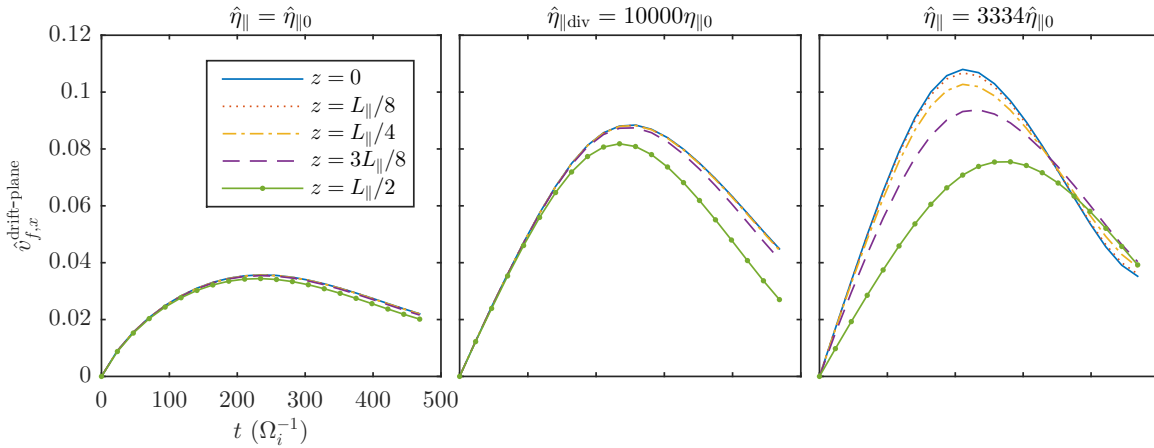 η̂∥ = η̂∥0
η̂∥div = 10000η∥0
η̂∥ = 3334η̂∥0
0.12
0.1
0.08
0.06
0.04
0.02
0
v̂f,x^drift-plane
z = 0
z = L∥/8
z = L∥/4
z = 3L∥/8
z = L∥/2
0 100 200 300 400 500
t (Ωi^-1)